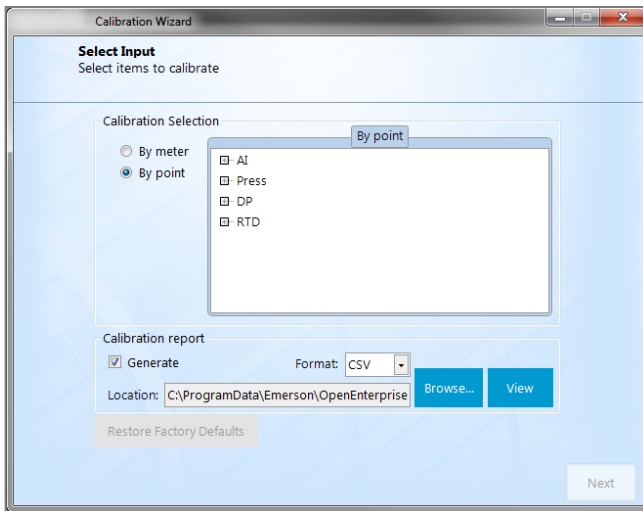 Calibration Wizard
Select Input
Select items to calibrate
Calibration Selection
By point
By meter
By point
AI
Press
DP
RTD
Calibration report
Generate
Format: CSV
Location: C:\ProgramData\Emerson\OpenEnterprise
Browse...
View
Restore Factory Defaults
Next